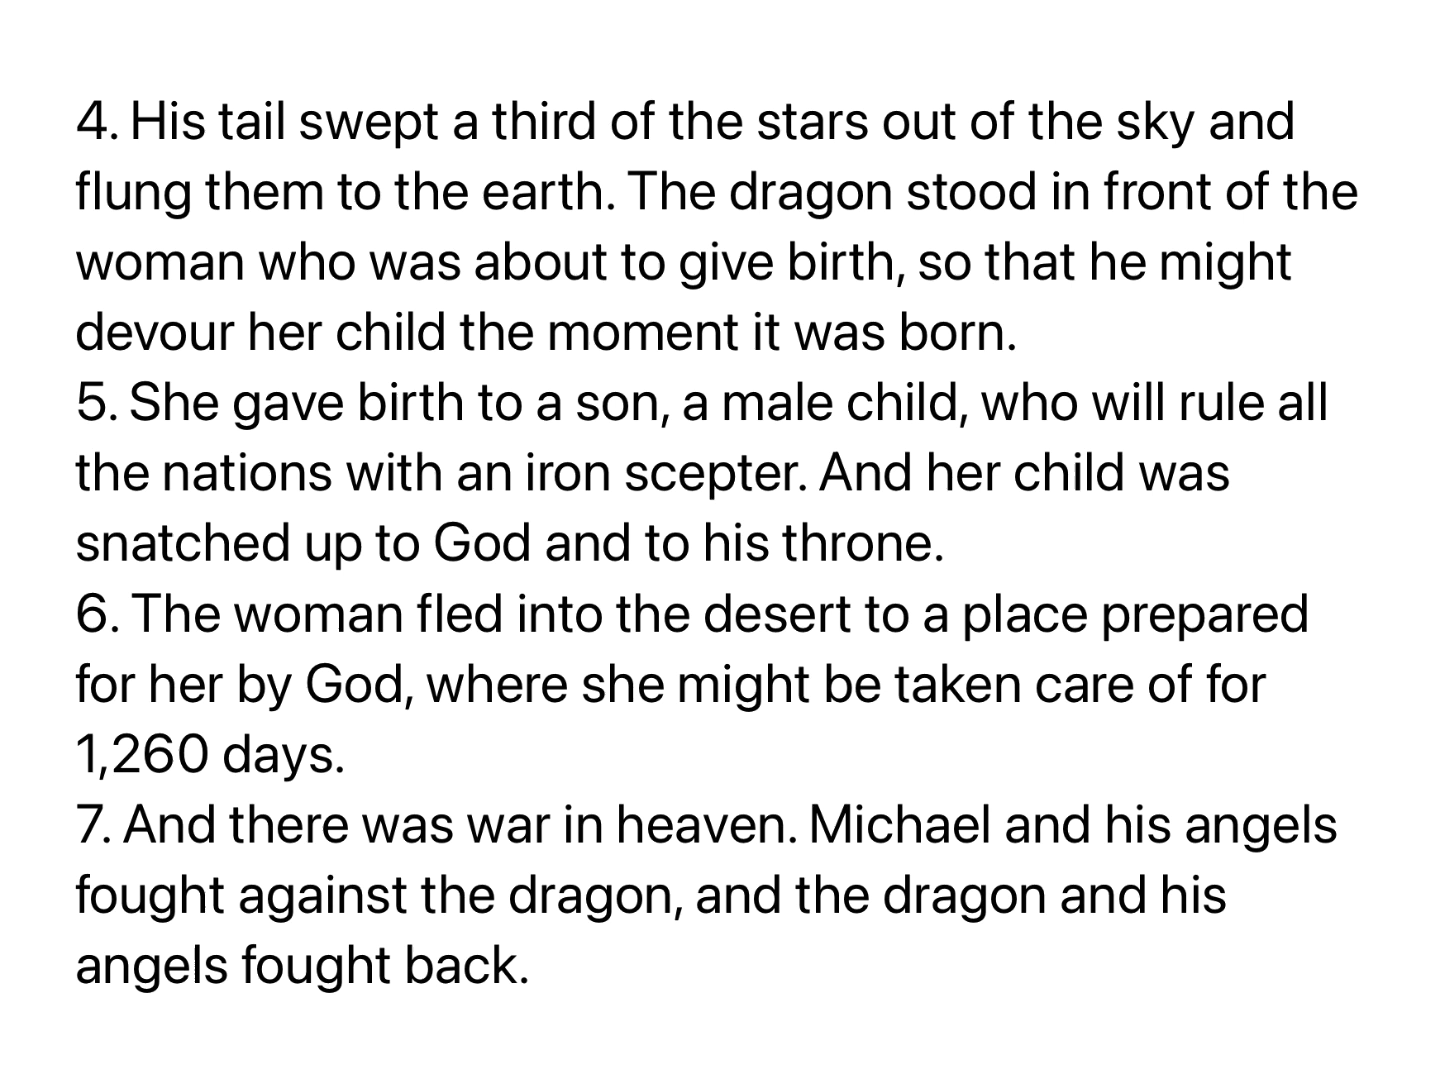 4. His tail swept a third of the stars out of the sky and
flung them to the earth. The dragon stood in front of the
woman who was about to give birth, so that he might
devour her child the moment it was born.
5. She gave birth to a son, a male child, who will rule all
the nations with an iron scepter. And her child was
snatched up to God and to his throne.
6. The woman fled into the desert to a place prepared
for her by God, where she might be taken care of for
1,260 days.
7. And there was war in heaven. Michael and his angels
fought against the dragon, and the dragon and his
angels fought back.